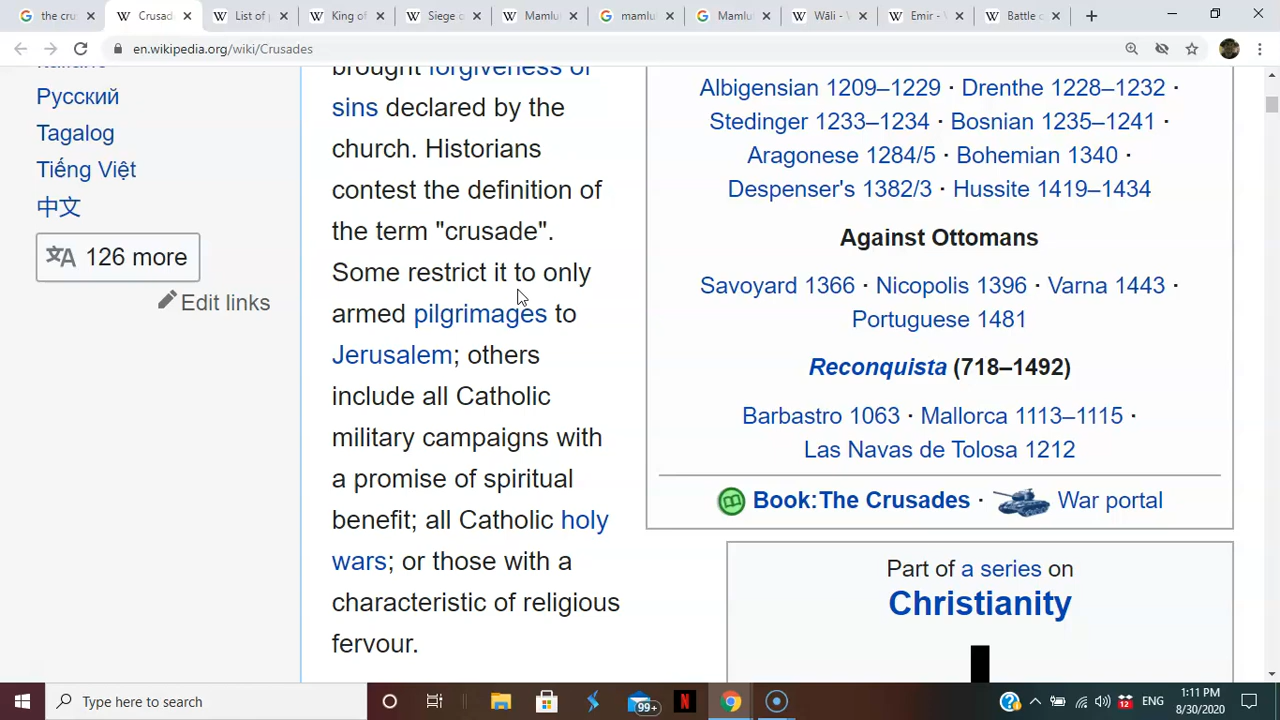 the cru
Crusad
List of p
King of
Siege o
Mamlu
mamlu
Mamlu
Wāli - V
Emir - V
Battle o
en.wikipedia.org/wiki/Crusades
Italiano
Русский
Tagalog
Tiếng Việt
中文
126 more
Edit links
brought forgiveness of
sins declared by the
church. Historians
contest the definition of
the term "crusade".
Some restrict it to only
armed pilgrimages to
Jerusalem; others
include all Catholic
military campaigns with
a promise of spiritual
benefit; all Catholic holy
wars; or those with a
characteristic of religious
fervour.
Albigensian 1209–1229 · Drenthe 1228–1232 ·
Stedinger 1233–1234 · Bosnian 1235–1241 ·
Aragonese 1284/5 · Bohemian 1340 ·
Despenser's 1382/3 · Hussite 1419–1434
Against Ottomans
Savoyard 1366 · Nicopolis 1396 · Varna 1443 ·
Portuguese 1481
Reconquista (718–1492)
Barbastro 1063 · Mallorca 1113–1115 ·
Las Navas de Tolosa 1212
Book:The Crusades · War portal
Part of a series on
Christianity
Type here to search
99+
N
12
ENG
1:11 PM
8/30/2020